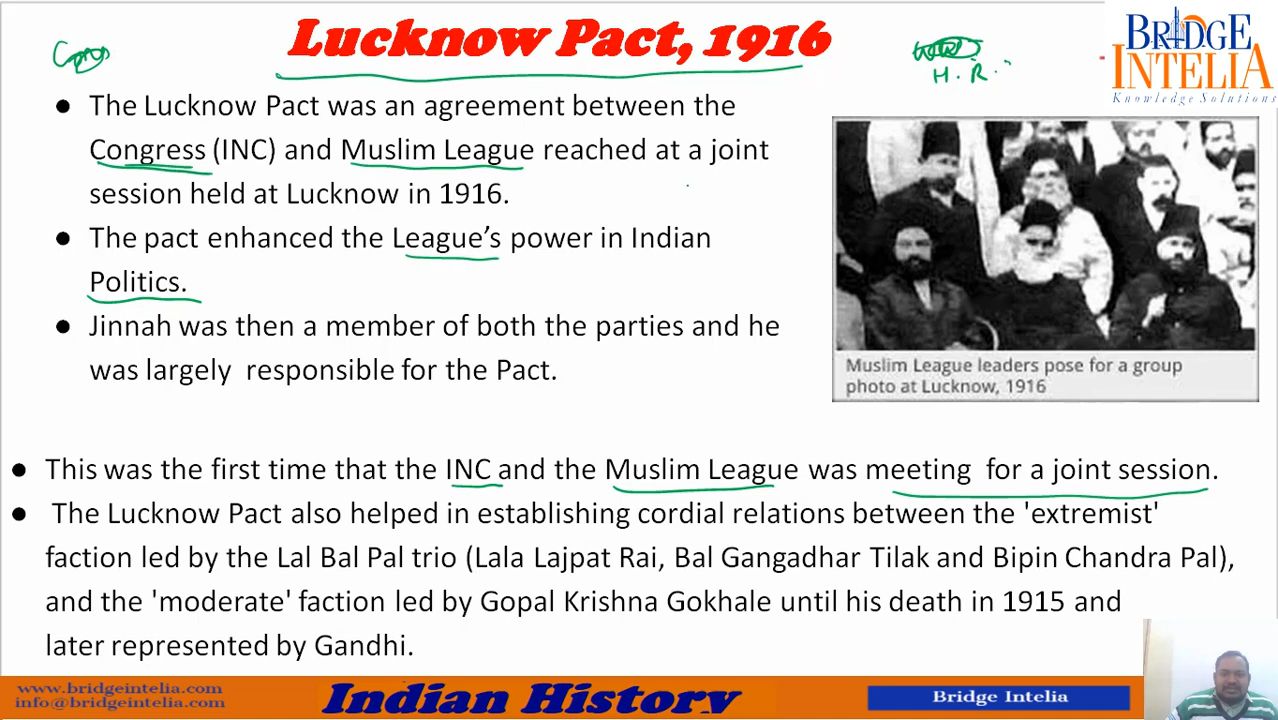 Lucknow Pact, 1916
H. R.
BRIDGE
INTELIA
Knowledge Solutions
● The Lucknow Pact was an agreement between the
Congress (INC) and Muslim League reached at a joint
session held at Lucknow in 1916.
● The pact enhanced the League’s power in Indian
Politics.
● Jinnah was then a member of both the parties and he
was largely responsible for the Pact.
Muslim League leaders pose for a group
photo at Lucknow, 1916
● This was the first time that the INC and the Muslim League was meeting for a joint session.
● The Lucknow Pact also helped in establishing cordial relations between the 'extremist'
faction led by the Lal Bal Pal trio (Lala Lajpat Rai, Bal Gangadhar Tilak and Bipin Chandra Pal),
and the 'moderate' faction led by Gopal Krishna Gokhale until his death in 1915 and
later represented by Gandhi.
www.bridgeintelia.com
info@bridgeintelia.com
Indian History
Bridge Intelia